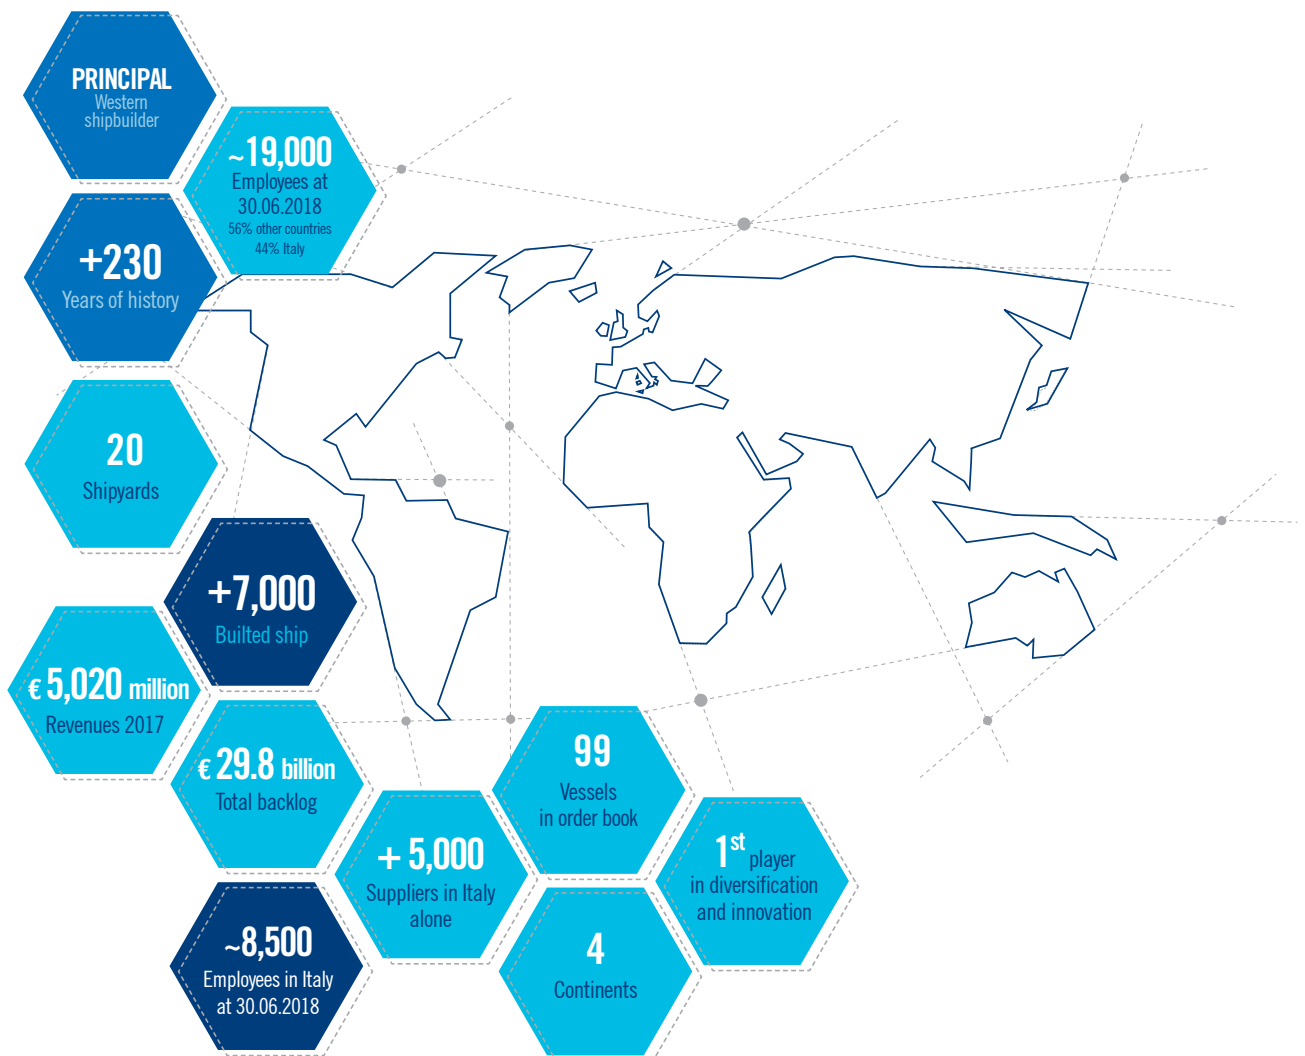 PRINCIPAL
Western
shipbuilder
~19,000
Employees at
30.06.2018
56% other countries
44% Italy
+230
Years of history
20
Shipyards
+7,000
Builted ship
€ 5,020 million
Revenues 2017
€ 29.8 billion
Total backlog
99
Vessels
in order book
+ 5,000
Suppliers in Italy
alone
1st player
in diversification
and innovation
~8,500
Employees in Italy
at 30.06.2018
4
Continents